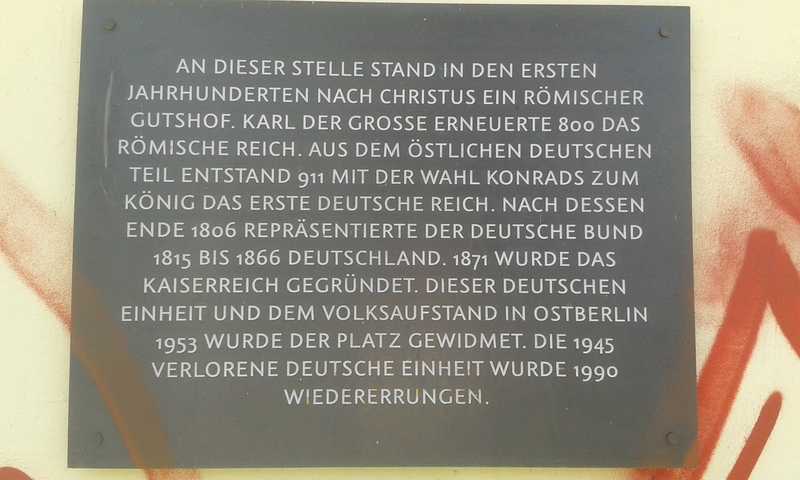 AN DIESER STELLE STAND IN DEN ERSTEN
JAHRHUNDERTEN NACH CHRISTUS EIN RÖMISCHER
GUTSHOF. KARL DER GROSSE ERNEUERTE 800 DAS
RÖMISCHE REICH. AUS DEM ÖSTLICHEN DEUTSCHEN
TEIL ENTSTAND 911 MIT DER WAHL KONRADS ZUM
KÖNIG DAS ERSTE DEUTSCHE REICH. NACH DESSEN
ENDE 1806 REPRÄSENTIERTE DER DEUTSCHE BUND
1815 BIS 1866 DEUTSCHLAND. 1871 WURDE DAS
KAISERREICH GEGRÜNDET. DIESER DEUTSCHEN
EINHEIT UND DEM VOLKSAUFSTAND IN OSTBERLIN
1953 WURDE DER PLATZ GEWIDMET. DIE 1945
VERLORENE DEUTSCHE EINHEIT WURDE 1990
WIEDERERRUNGEN.